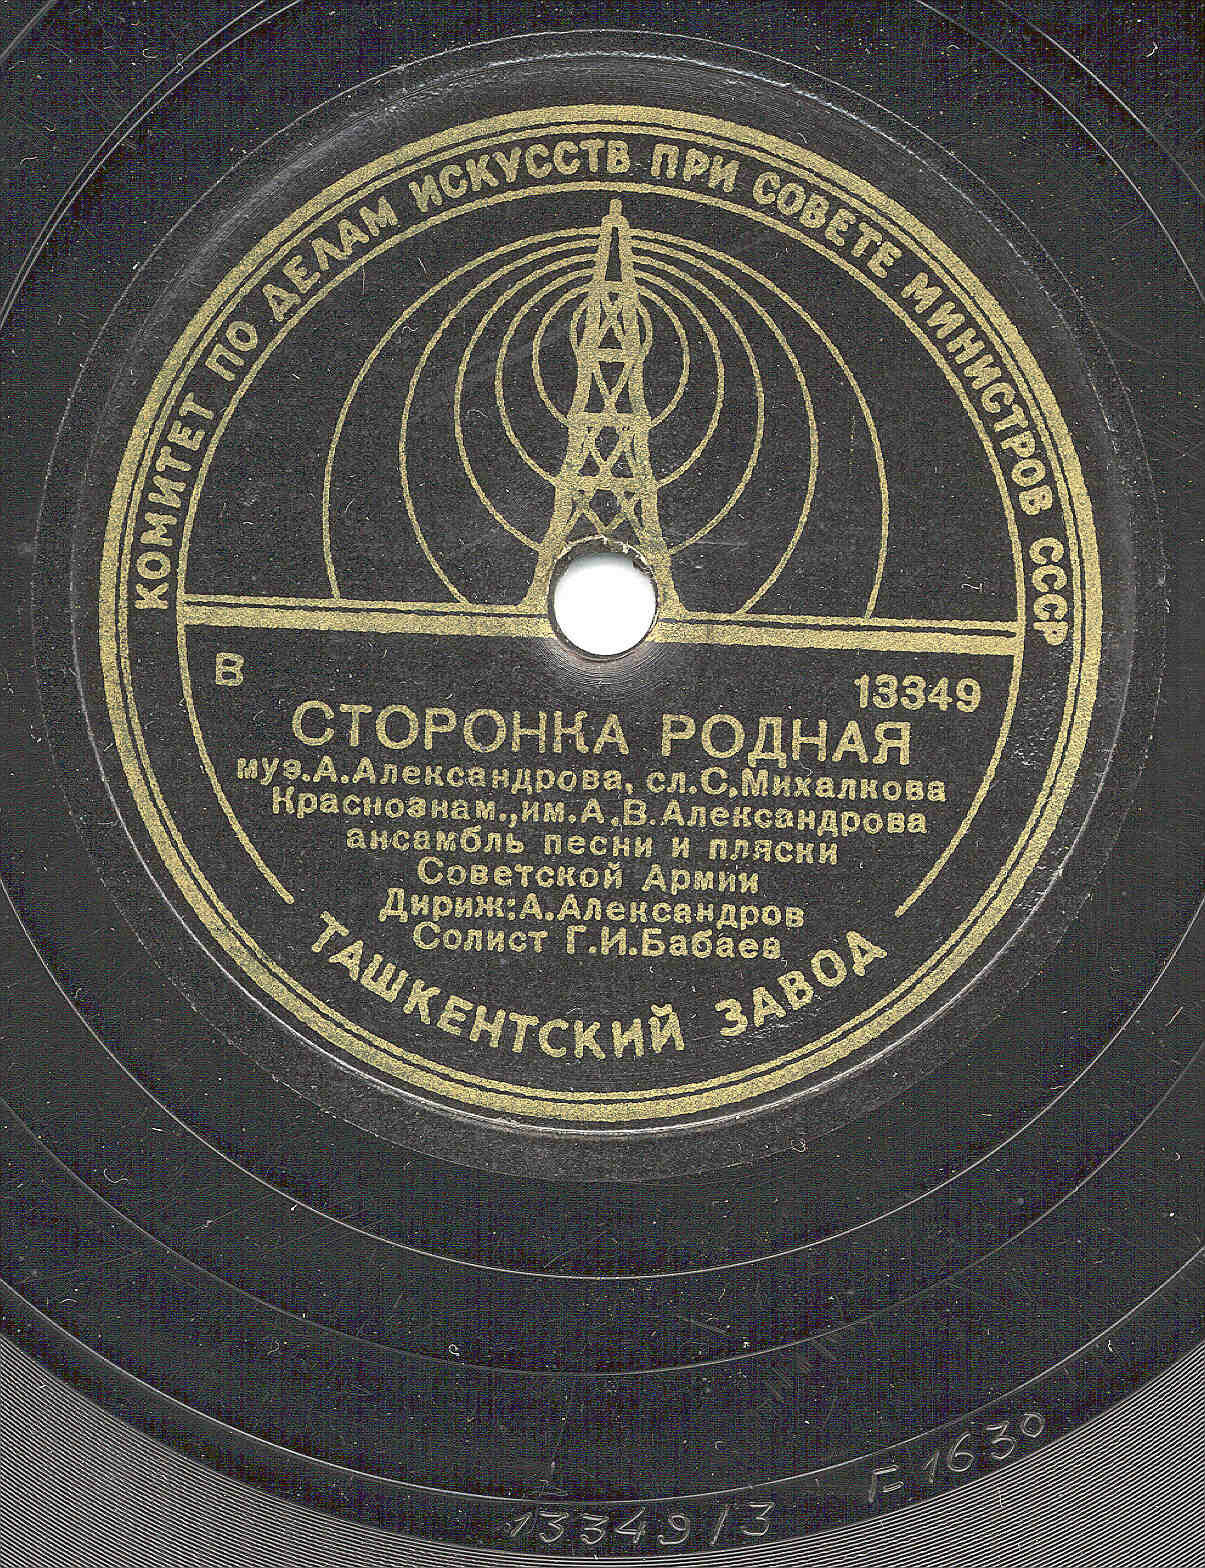 КОМИТЕТ ПО ДЕЛАМ ИСКУССТВ ПРИ СОВЕТЕ МИНИСТРОВ СССР
В
13349
СТОРОНКА РОДНАЯ
муз.А.Александрова, сл.С.Михалкова
Краснознам.,им.А.В.Александрова
ансамбль песни и пляски
Советской Армии
Дириж:А.Александров
Солист Г.И.Бабаев
ТАШКЕНТСКИЙ ЗАВОД
13349/3
Г-1630